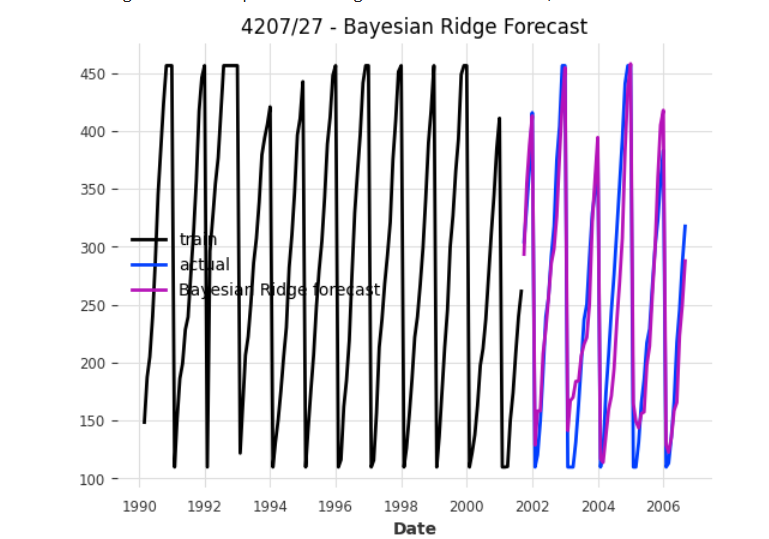 4207/27 - Bayesian Ridge Forecast
450
400
350
300
250
200
150
100
train
actual
Bayesian Ridge forecast
1990 1992 1994 1996 1998 2000 2002 2004 2006
Date